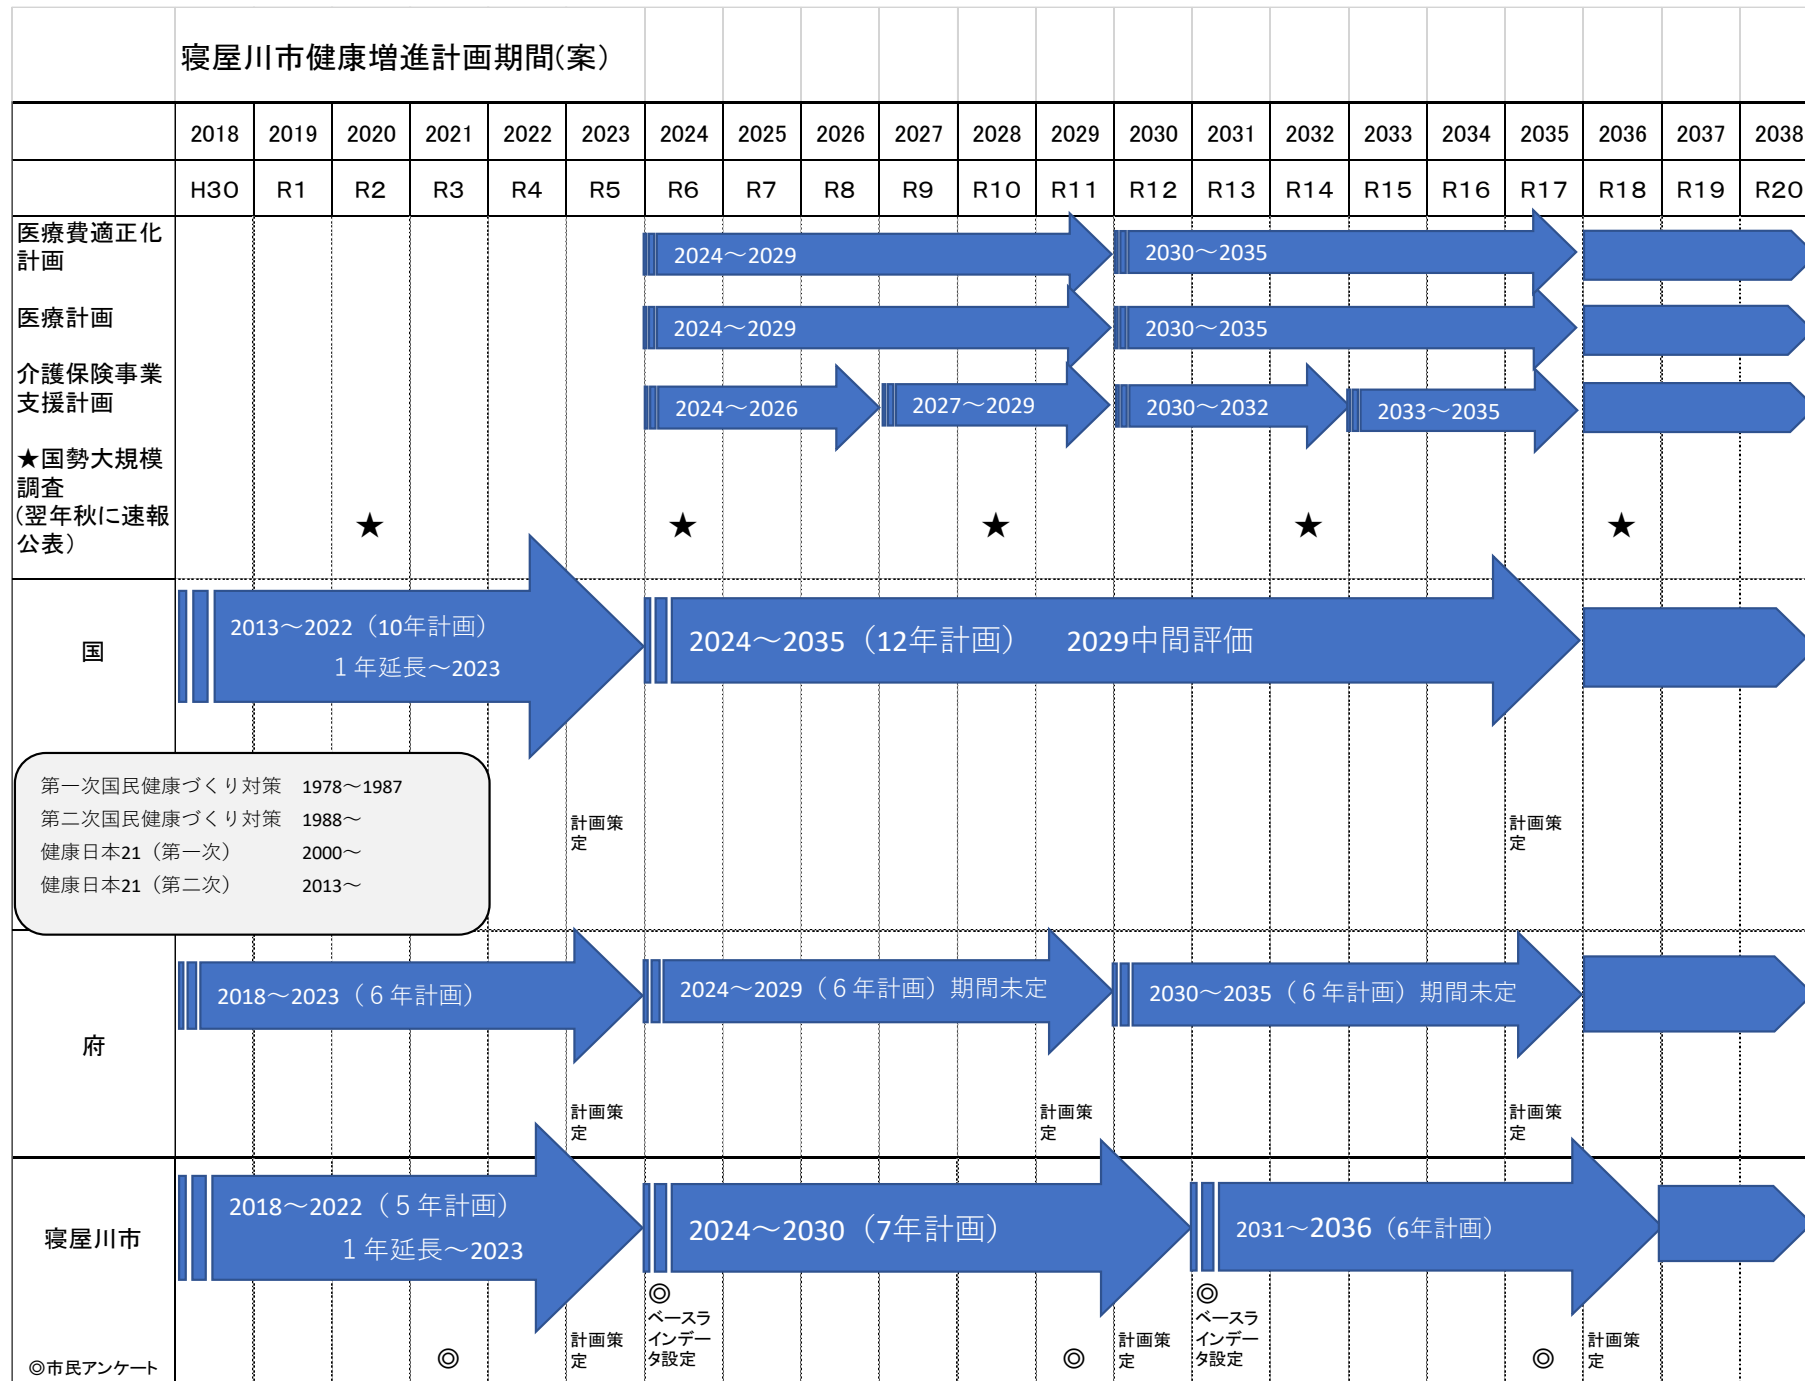 寝屋川市健康増進計画期間(案)
2018 2019 2020 2021 2022 2023 2024 2025 2026 2027 2028 2029 2030 2031 2032 2033 2034 2035 2036 2037 2038
H30 R1 R2 R3 R4 R5 R6 R7 R8 R9 R10 R11 R12 R13 R14 R15 R16 R17 R18 R19 R20
医療費適正化
計画
2024～2029 2030～2035
医療計画
2024～2029 2030～2035
介護保険事業
支援計画
2024～2026 2027～2029 2030～2032 2033～2035
★国勢大規模
調査
(翌年秋に速報
公表)
★ ★ ★ ★ ★
国
2013～2022（10年計画）
１年延長～2023
2024～2035（12年計画） 2029中間評価
第一次国民健康づくり対策 1978～1987
第二次国民健康づくり対策 1988～
健康日本21（第一次） 2000～
健康日本21（第二次） 2013～
計画策
定
計画策
定
府
2018～2023（６年計画）
2024～2029（６年計画）期間未定
2030～2035（６年計画）期間未定
計画策
定
計画策
定
計画策
定
寝屋川市
2018～2022（５年計画）
１年延長～2023
2024～2030（7年計画）
2031～2036（6年計画）
◎市民アンケート
◎
計画策
定
◎
ベースラ
インデー
タ設定
◎
計画策
定
◎
ベースラ
インデー
タ設定
◎
計画策
定